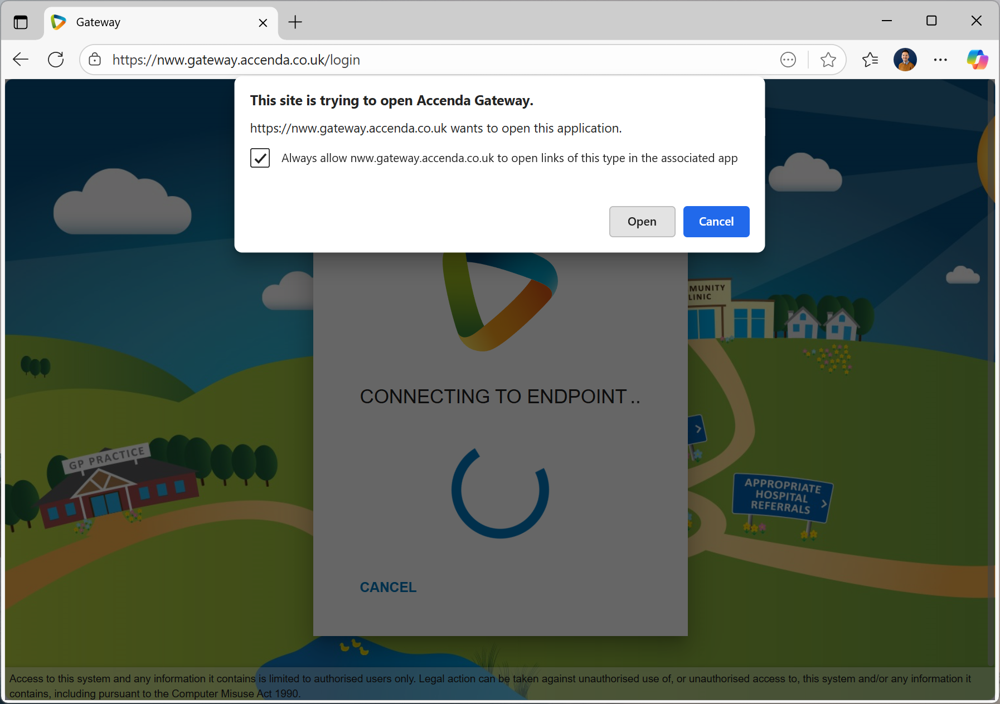 Gateway
https://nww.gateway.accenda.co.uk/login
This site is trying to open Accenda Gateway.
https://nww.gateway.accenda.co.uk wants to open this application.
Always allow nww.gateway.accenda.co.uk to open links of this type in the associated app
Open
Cancel
MUNITY
LINIC
CONNECTING TO ENDPOINT ..
GP PRACTICE
APPROPRIATE
HOSPITAL
REFERRALS
CANCEL
Access to this system and any information it contains is limited to authorised users only. Legal action can be taken against unauthorised use of, or unauthorised access to, this system and/or any information it
contains, including pursuant to the Computer Misuse Act 1990.